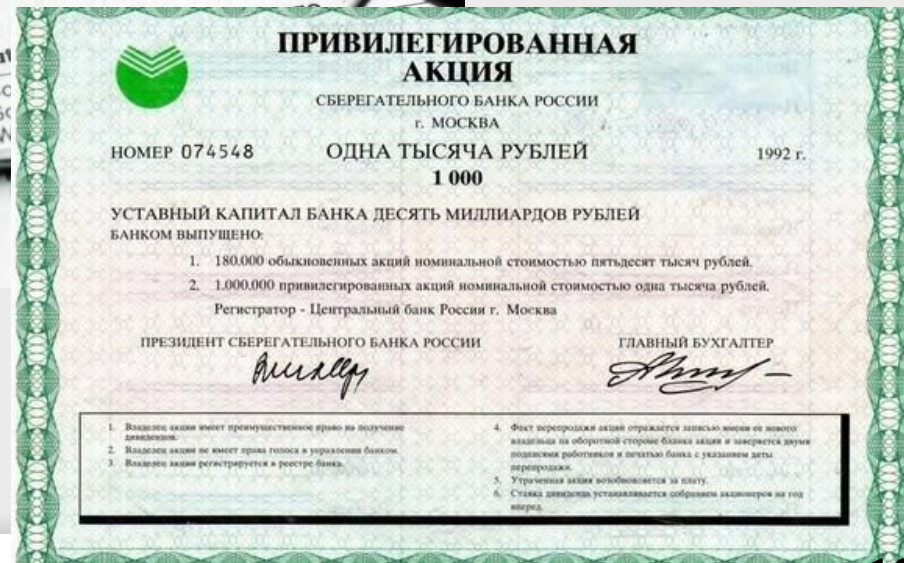 ПРИВИЛЕГИРОВАННАЯ
АКЦИЯ
СБЕРЕГАТЕЛЬНОГО БАНКА РОССИИ
г. МОСКВА
НОМЕР 074548 ОДНА ТЫСЯЧА РУБЛЕЙ 1992 г.
1 000
УСТАВНЫЙ КАПИТАЛ БАНКА ДЕСЯТЬ МИЛЛИАРДОВ РУБЛЕЙ
БАНКОМ ВЫПУЩЕНО:
1. 180.000 обыкновенных акций номинальной стоимостью пятьдесят тысяч рублей.
2. 1.000.000 привилегированных акций номинальной стоимостью одна тысяча рублей.
Регистратор - Центральный банк России г. Москва
ПРЕЗИДЕНТ СБЕРЕГАТЕЛЬНОГО БАНКА РОССИИ ГЛАВНЫЙ БУХГАЛТЕР
1. Владелец акции имеет преимущественное право на получение
дивидендов.
2. Владелец акции не имеет права голоса в управлении банком.
3. Владелец акции регистрируется в реестре банка.
4. Факт перепродажи акции отражается записью имени ее нового
владельца на оборотной стороне бланка акции и заверяется двумя
подписями работников и печатью банка с указанием даты
перепродажи.
5. Утраченная акция возобновляется за плату.
6. Ставка дивиденда устанавливается собранием акционеров на год
вперед.